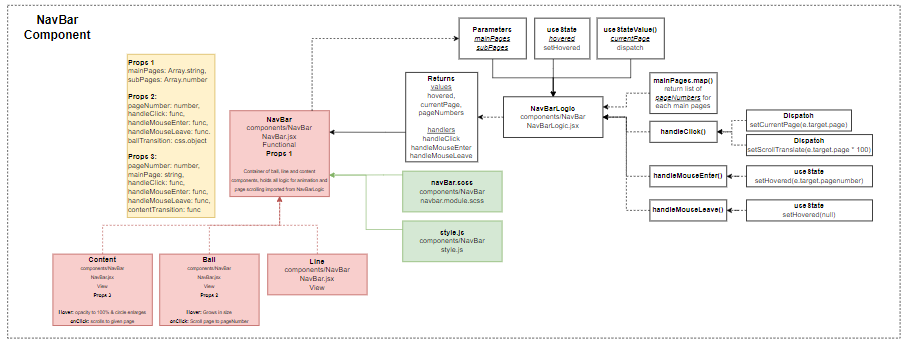 NavBar
Component
Props 1
mainPages: Array.string,
subPages: Array.number
Props 2:
pageNumber: number,
handleClick: func,
handleMouseEnter: func,
handleMouseLeave: func.
ballTransition: css.object
Props 3:
pageNumber: number,
mainPage: string,
handleClick: func,
handleMouseEnter: func,
handleMouseLeave: func,
contentTransition: func
NavBar
components/NavBar
NavBar.jsx
Functional
Props 1
Container of ball, line and content
components, holds all logic for animation and
page scrolling imported from NavBarLogic
Parameters
mainPages
subPages
useState
hovered
setHovered
useStateValue()
currentPage
dispatch
Returns
values
hovered,
currentPage,
pageNumbers
handlers
handleClick
handleMouseEnter
handleMouseLeave
NavBarLogic
components/NavBar
NavBarLogic.jsx
mainPages.map()
return list of
pageNumbers for
each main pages
handleClick()
Dispatch
setCurrentPage(e.target.page)
Dispatch
setScrollTranslate(e.target.page * 100)
handleMouseEnter()
useState
setHovered(e.target.pagenumber)
handleMouseLeave()
useState
setHovered(null)
navBar.scss
components/NavBar
navbar.module.scss
style.js
components/NavBar
style.js
Content
components/NavBar
NavBar.jsx
View
Props 3
Hover: opacity to 100% & circle enlarges
onClick: scrolls to given page
Ball
components/NavBar
NavBar.jsx
View
Props 2
Hover: Grows in size
onClick: Scroll page to pageNumber
Line
components/NavBar
NavBar.jsx
View